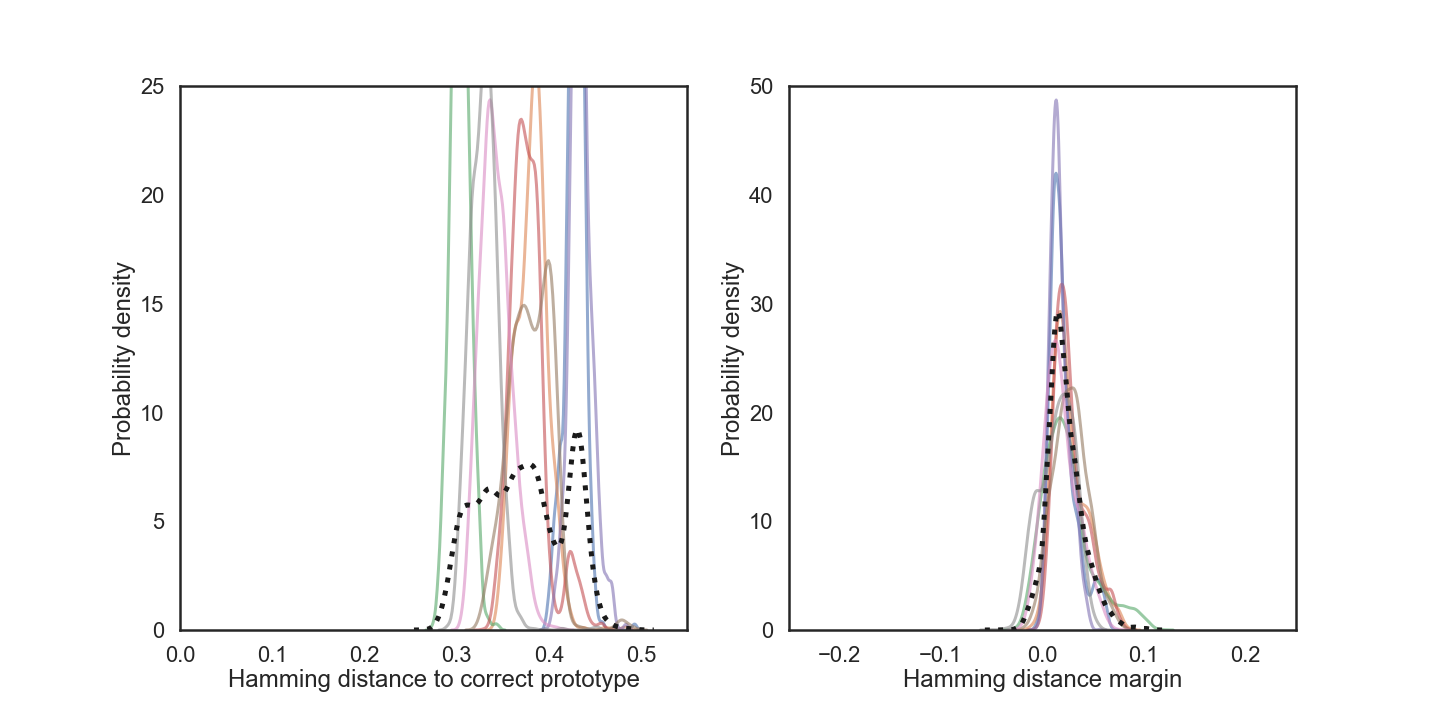 25
20
15
10
5
0
Probability density
0.0 0.1 0.2 0.3 0.4 0.5
Hamming distance to correct prototype
50
40
30
20
10
0
Probability density
−0.2 −0.1 0.0 0.1 0.2
Hamming distance margin